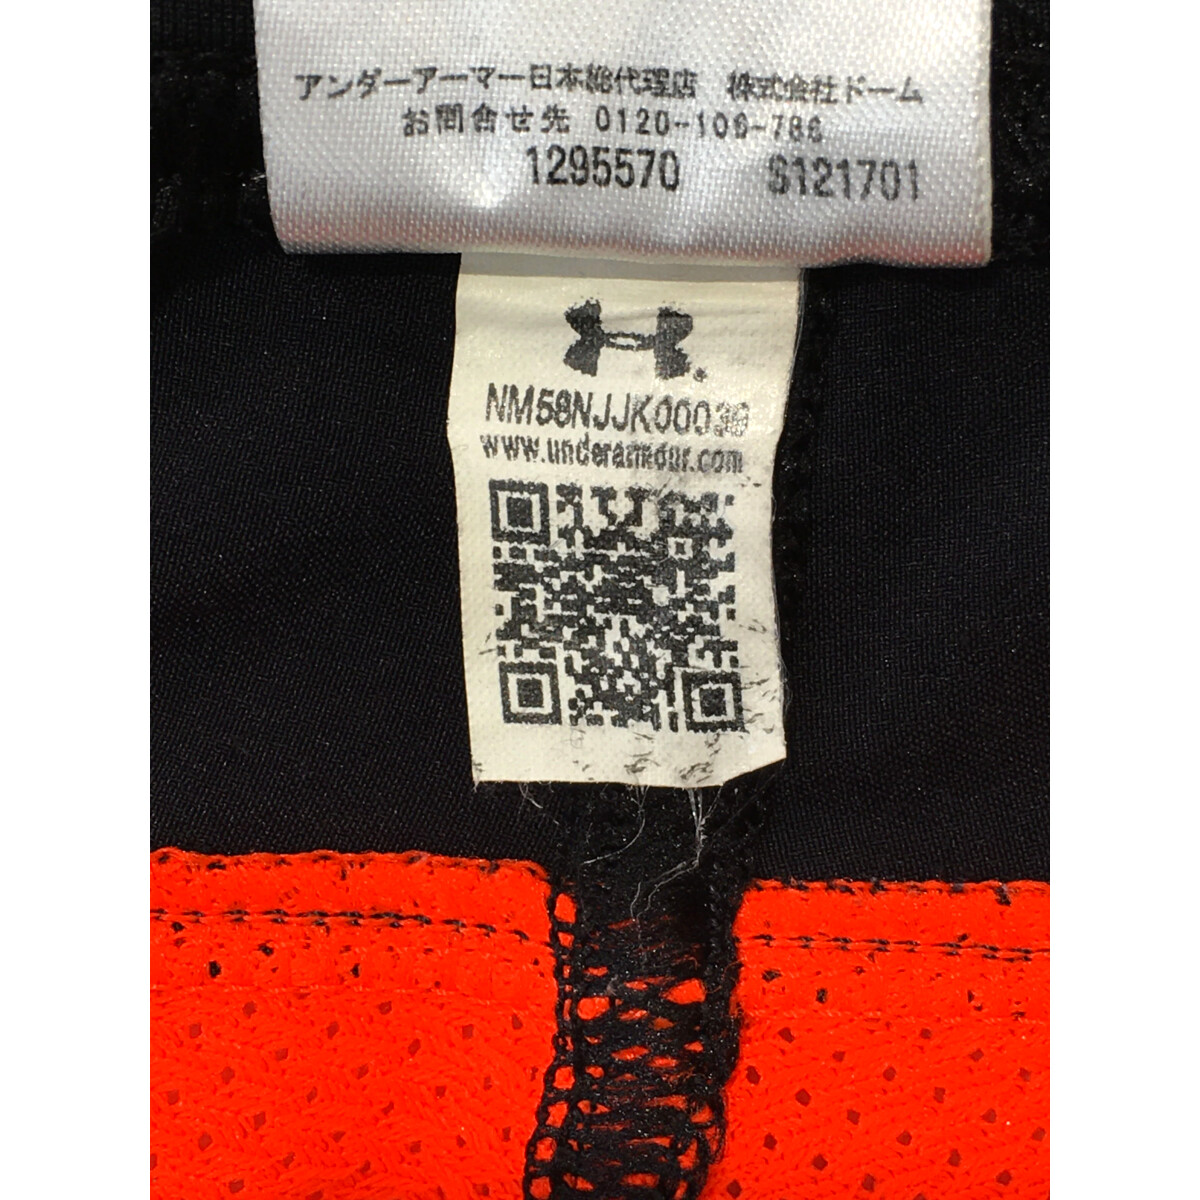 アンダーアーマー日本総代理店 株式会社ドーム
お問合せ先 0120-106-786
1295570 S121701
NM58NJJK00039
www.underarmour.com